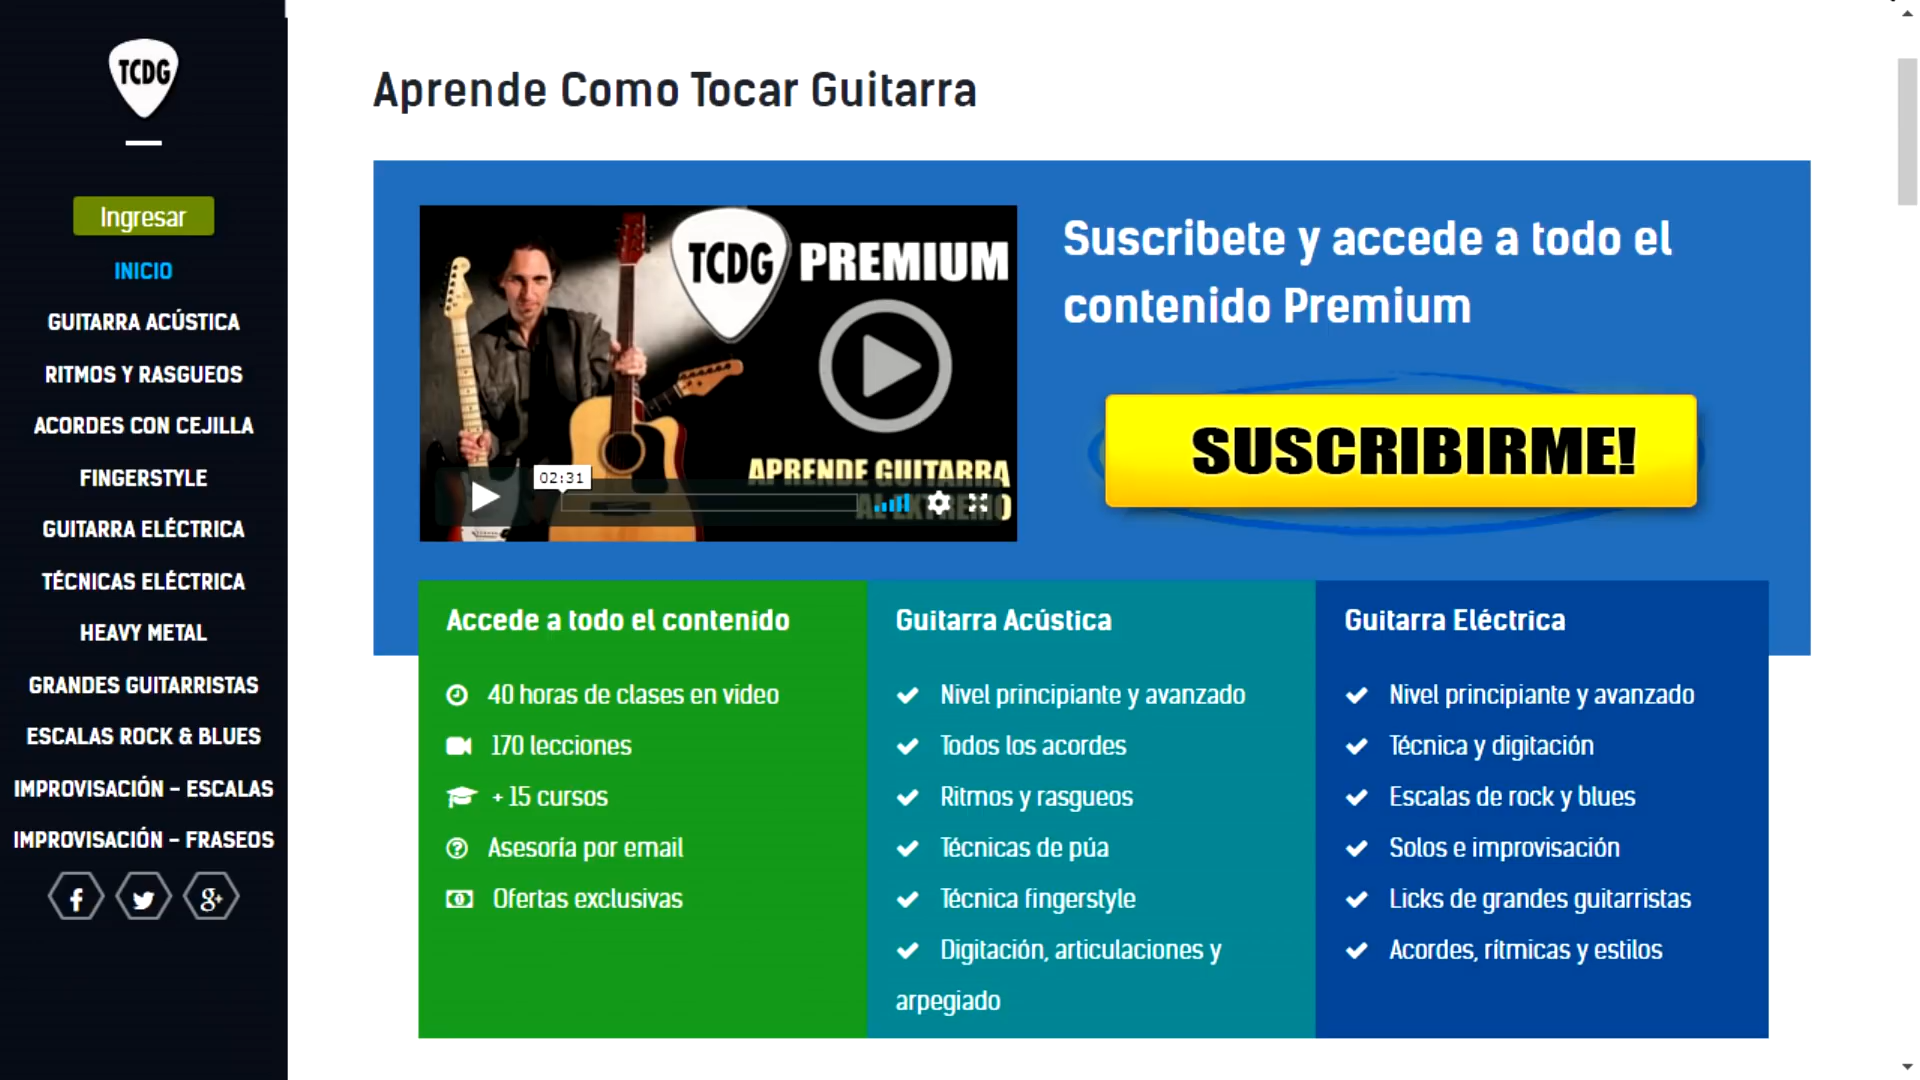 TCDG
Ingresar
INICIO
GUITARRA ACÚSTICA
RITMOS Y RASGUEOS
ACORDES CON CEJILLA
FINGERSTYLE
GUITARRA ELÉCTRICA
TÉCNICAS ELÉCTRICA
HEAVY METAL
GRANDES GUITARRISTAS
ESCALAS ROCK & BLUES
IMPROVISACIÓN – ESCALAS
IMPROVISACIÓN – FRASEOS
Aprende Como Tocar Guitarra
TCDG PREMIUM
APRENDE GUITARRA
AL EXTREMO
02:31
Suscribete y accede a todo el
contenido Premium
SUSCRIBIRME!
Accede a todo el contenido
40 horas de clases en video
170 lecciones
+ 15 cursos
Asesoría por email
Ofertas exclusivas
Guitarra Acústica
Nivel principiante y avanzado
Todos los acordes
Ritmos y rasgueos
Técnicas de púa
Técnica fingerstyle
Digitación, articulaciones y
arpegiado
Guitarra Eléctrica
Nivel principiante y avanzado
Técnica y digitación
Escalas de rock y blues
Solos e improvisación
Licks de grandes guitarristas
Acordes, rítmicas y estilos